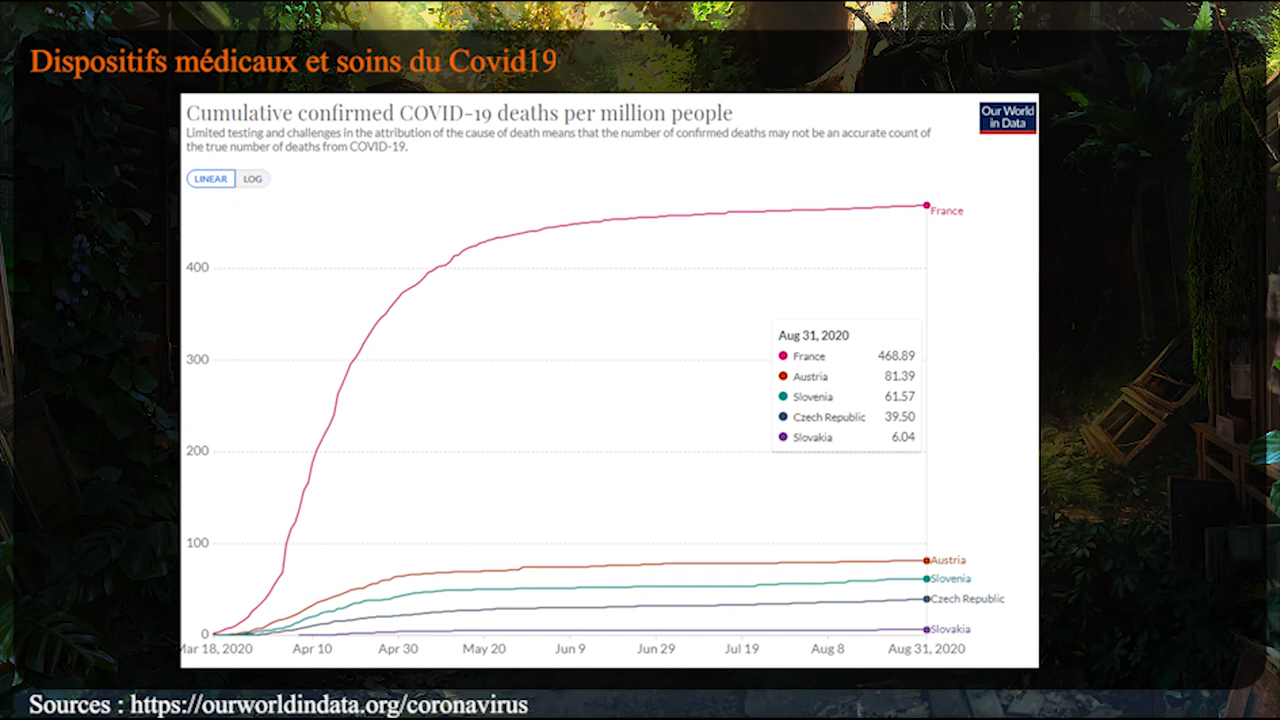 Dispositifs médicaux et soins du Covid19
Cumulative confirmed COVID-19 deaths per million people
Our World
in Data
Limited testing and challenges in the attribution of the cause of death means that the number of confirmed deaths may not be an accurate count of
the true number of deaths from COVID-19.
LINEAR LOG
France
400
300
200
100
0
Aug 31, 2020
France 468.89
Austria 81.39
Slovenia 61.57
Czech Republic 39.50
Slovakia 6.04
Austria
Slovenia
Czech Republic
Slovakia
Mar 18, 2020 Apr 10 Apr 30 May 20 Jun 9 Jun 29 Jul 19 Aug 8 Aug 31, 2020
Sources : https://ourworldindata.org/coronavirus